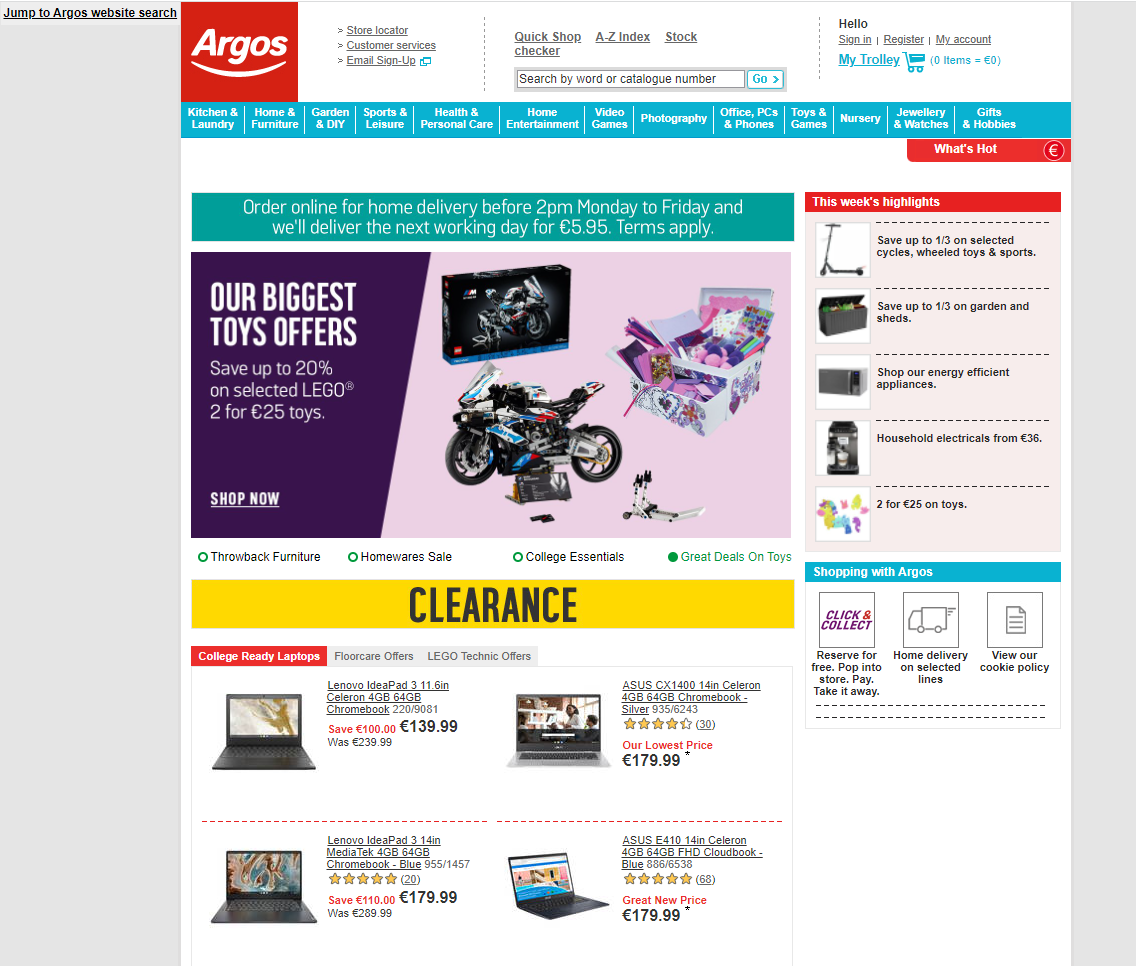 Jump to Argos website search
Argos
> Store locator
> Customer services
> Email Sign-Up
Quick Shop
checker
A-Z Index
Stock
Search by word or catalogue number
Go >
Hello
Sign in | Register | My account
My Trolley (0 Items = €0)
Kitchen &
Laundry
Home &
Furniture
Garden
& DIY
Sports &
Leisure
Health &
Personal Care
Home
Entertainment
Video
Games
Photography
Office, PCs
& Phones
Toys &
Games
Nursery
Jewellery
& Watches
Gifts
& Hobbies
What's Hot €
Order online for home delivery before 2pm Monday to Friday and
we'll deliver the next working day for €5.95. Terms apply.
OUR BIGGEST
TOYS OFFERS
Save up to 20%
on selected LEGO®
2 for €25 toys.
SHOP NOW
Throwback Furniture
Homewares Sale
College Essentials
Great Deals On Toys
CLEARANCE
College Ready Laptops
Floorcare Offers
LEGO Technic Offers
Lenovo IdeaPad 3 11.6in
Celeron 4GB 64GB
Chromebook 220/9081
Save €100.00 €139.99
Was €239.99
ASUS CX1400 14in Celeron
4GB 64GB Chromebook -
Silver 935/6243
(30)
Our Lowest Price
€179.99 *
Lenovo IdeaPad 3 14in
MediaTek 4GB 64GB
Chromebook - Blue 955/1457
(20)
Save €110.00 €179.99
Was €289.99
ASUS E410 14in Celeron
4GB 64GB FHD Cloudbook -
Blue 886/6538
(68)
Great New Price
€179.99 *
This week's highlights
Save up to 1/3 on selected
cycles, wheeled toys & sports.
Save up to 1/3 on garden and
sheds.
Shop our energy efficient
appliances.
Household electricals from €36.
2 for €25 on toys.
Shopping with Argos
CLICK &
COLLECT
Reserve for
free. Pop into
store. Pay.
Take it away.
Home delivery
on selected
lines
View our
cookie policy